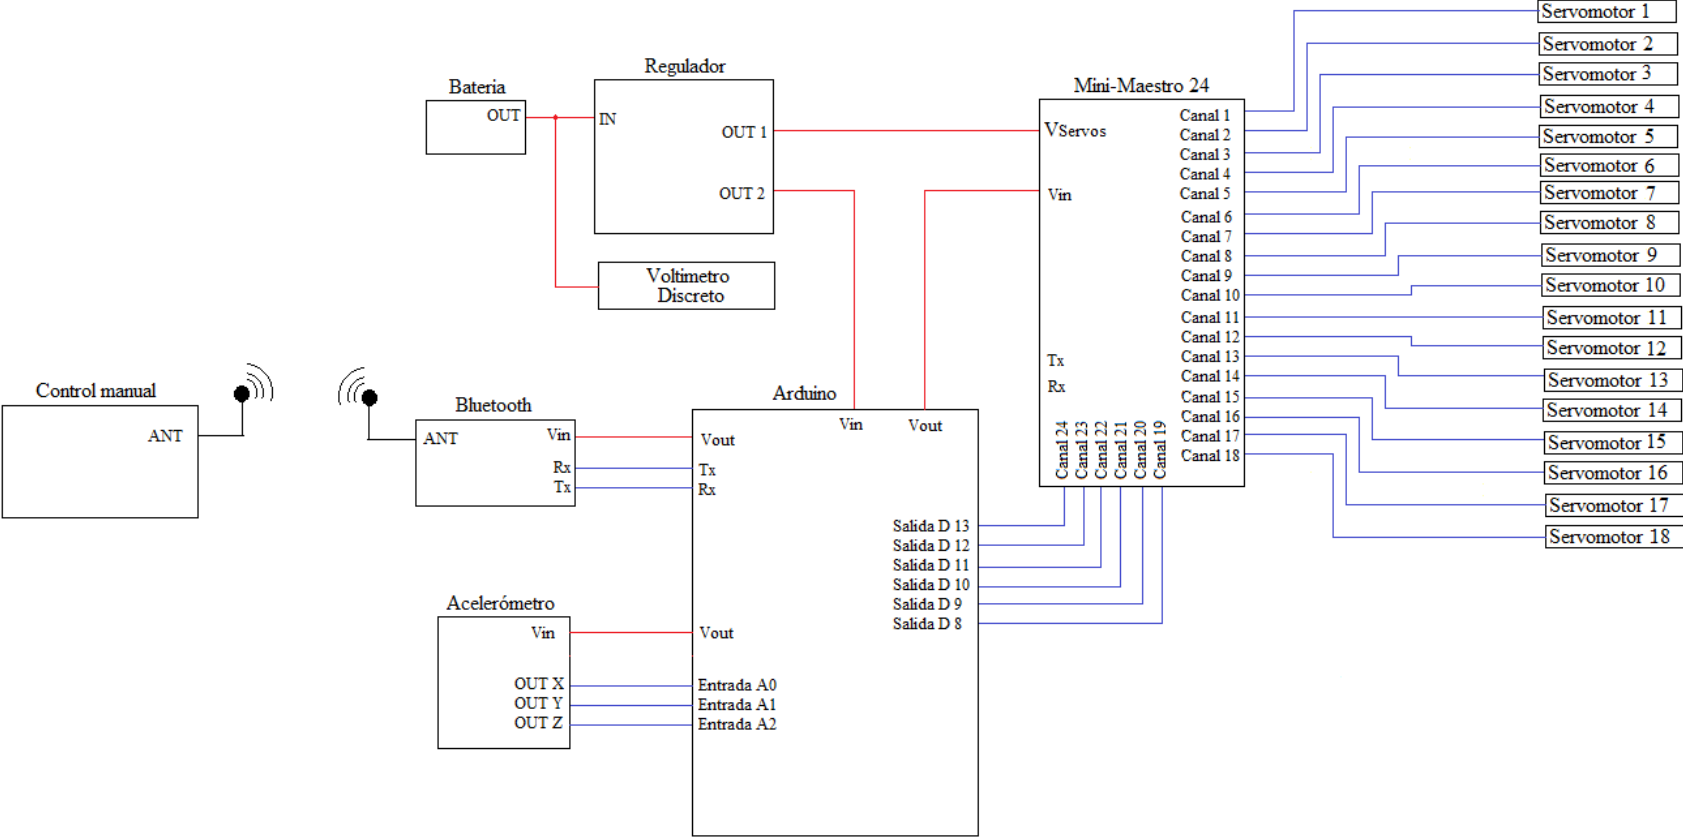 Bateria
OUT
Regulador
IN
OUT 1
OUT 2
Voltimetro
Discreto
Mini-Maestro 24
VServos
Vin
Tx
Rx
Canal 1
Canal 2
Canal 3
Canal 4
Canal 5
Canal 6
Canal 7
Canal 8
Canal 9
Canal 10
Canal 11
Canal 12
Canal 13
Canal 14
Canal 15
Canal 16
Canal 17
Canal 18
Canal 24
Canal 23
Canal 22
Canal 21
Canal 20
Canal 19
Servomotor 1
Servomotor 2
Servomotor 3
Servomotor 4
Servomotor 5
Servomotor 6
Servomotor 7
Servomotor 8
Servomotor 9
Servomotor 10
Servomotor 11
Servomotor 12
Servomotor 13
Servomotor 14
Servomotor 15
Servomotor 16
Servomotor 17
Servomotor 18
Control manual
ANT
Bluetooth
ANT
Vin
Rx
Tx
Arduino
Vin
Vout
Vout
Tx
Rx
Salida D 13
Salida D 12
Salida D 11
Salida D 10
Salida D 9
Salida D 8
Vout
Entrada A0
Entrada A1
Entrada A2
Acelerómetro
Vin
OUT X
OUT Y
OUT Z